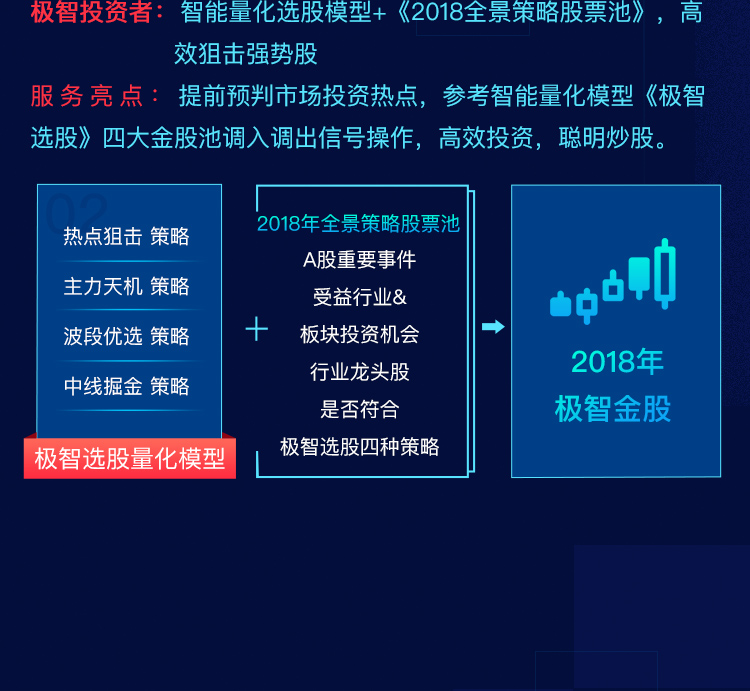 极智投资者：智能量化选股模型+《2018全景策略股票池》，高
效狙击强势股
服务亮点：提前预判市场投资热点，参考智能量化模型《极智
选股》四大金股池调入调出信号操作，高效投资，聪明炒股。
02
热点狙击 策略
主力天机 策略
波段优选 策略
中线掘金 策略
极智选股量化模型
+
2018年全景策略股票池
A股重要事件
受益行业&
板块投资机会
行业龙头股
是否符合
极智选股四种策略
2018年
极智金股